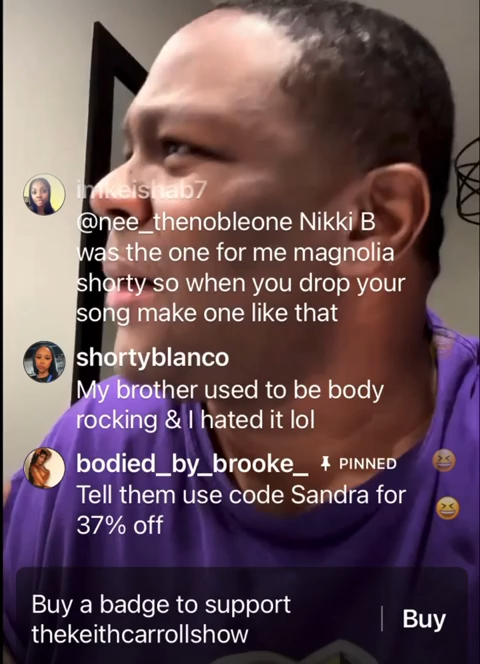 imkeishab7
@nee_thenobleone Nikki B
was the one for me magnolia
shorty so when you drop your
song make one like that
shortyblanco
My brother used to be body
rocking & I hated it lol
bodied_by_brooke_ PINNED
Tell them use code Sandra for
37% off
Buy a badge to support
thekeithcarrollshow
Buy